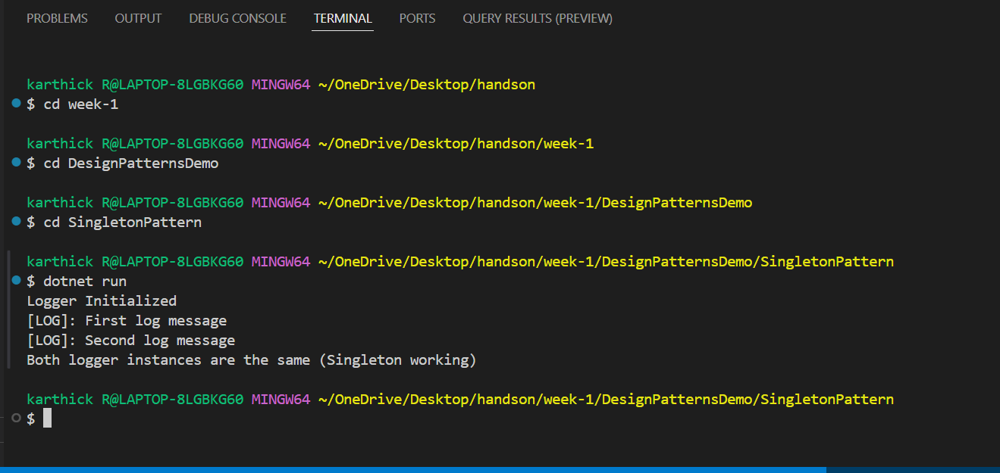 PROBLEMS OUTPUT DEBUG CONSOLE TERMINAL PORTS QUERY RESULTS (PREVIEW)
karthick R@LAPTOP-8LGBKG60 MINGW64 ~/OneDrive/Desktop/handson
$ cd week-1
karthick R@LAPTOP-8LGBKG60 MINGW64 ~/OneDrive/Desktop/handson/week-1
$ cd DesignPatternsDemo
karthick R@LAPTOP-8LGBKG60 MINGW64 ~/OneDrive/Desktop/handson/week-1/DesignPatternsDemo
$ cd SingletonPattern
karthick R@LAPTOP-8LGBKG60 MINGW64 ~/OneDrive/Desktop/handson/week-1/DesignPatternsDemo/SingletonPattern
$ dotnet run
Logger Initialized
[LOG]: First log message
[LOG]: Second log message
Both logger instances are the same (Singleton working)
karthick R@LAPTOP-8LGBKG60 MINGW64 ~/OneDrive/Desktop/handson/week-1/DesignPatternsDemo/SingletonPattern
$